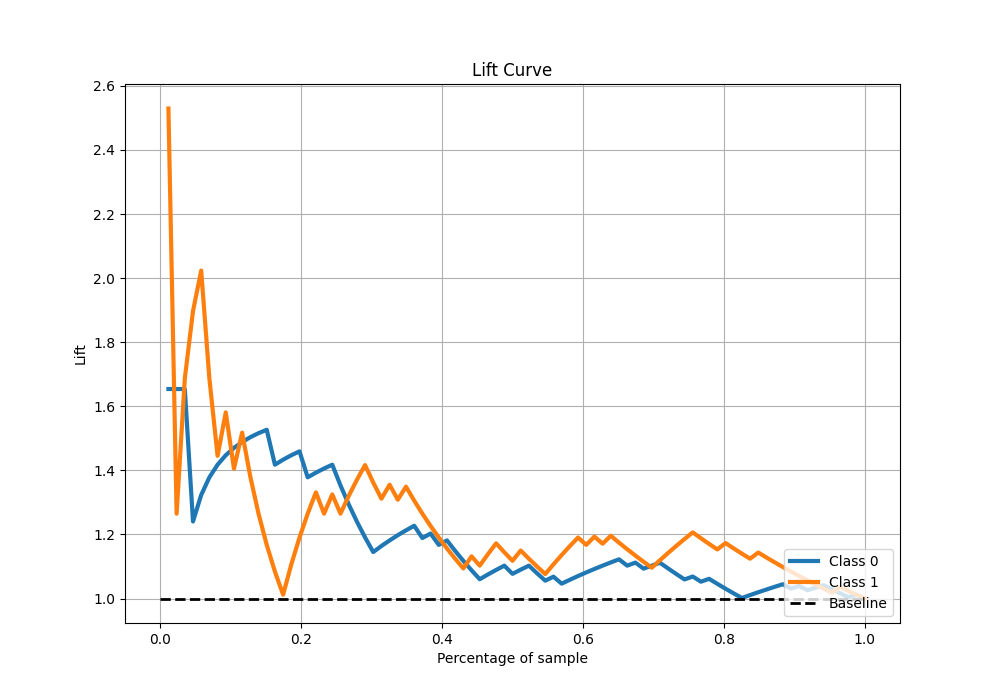 Lift Curve
2.6
2.4
2.2
2.0
1.8
1.6
1.4
1.2
1.0
Lift
0.0 0.2 0.4 0.6 0.8 1.0
Percentage of sample
Class 0
Class 1
Baseline